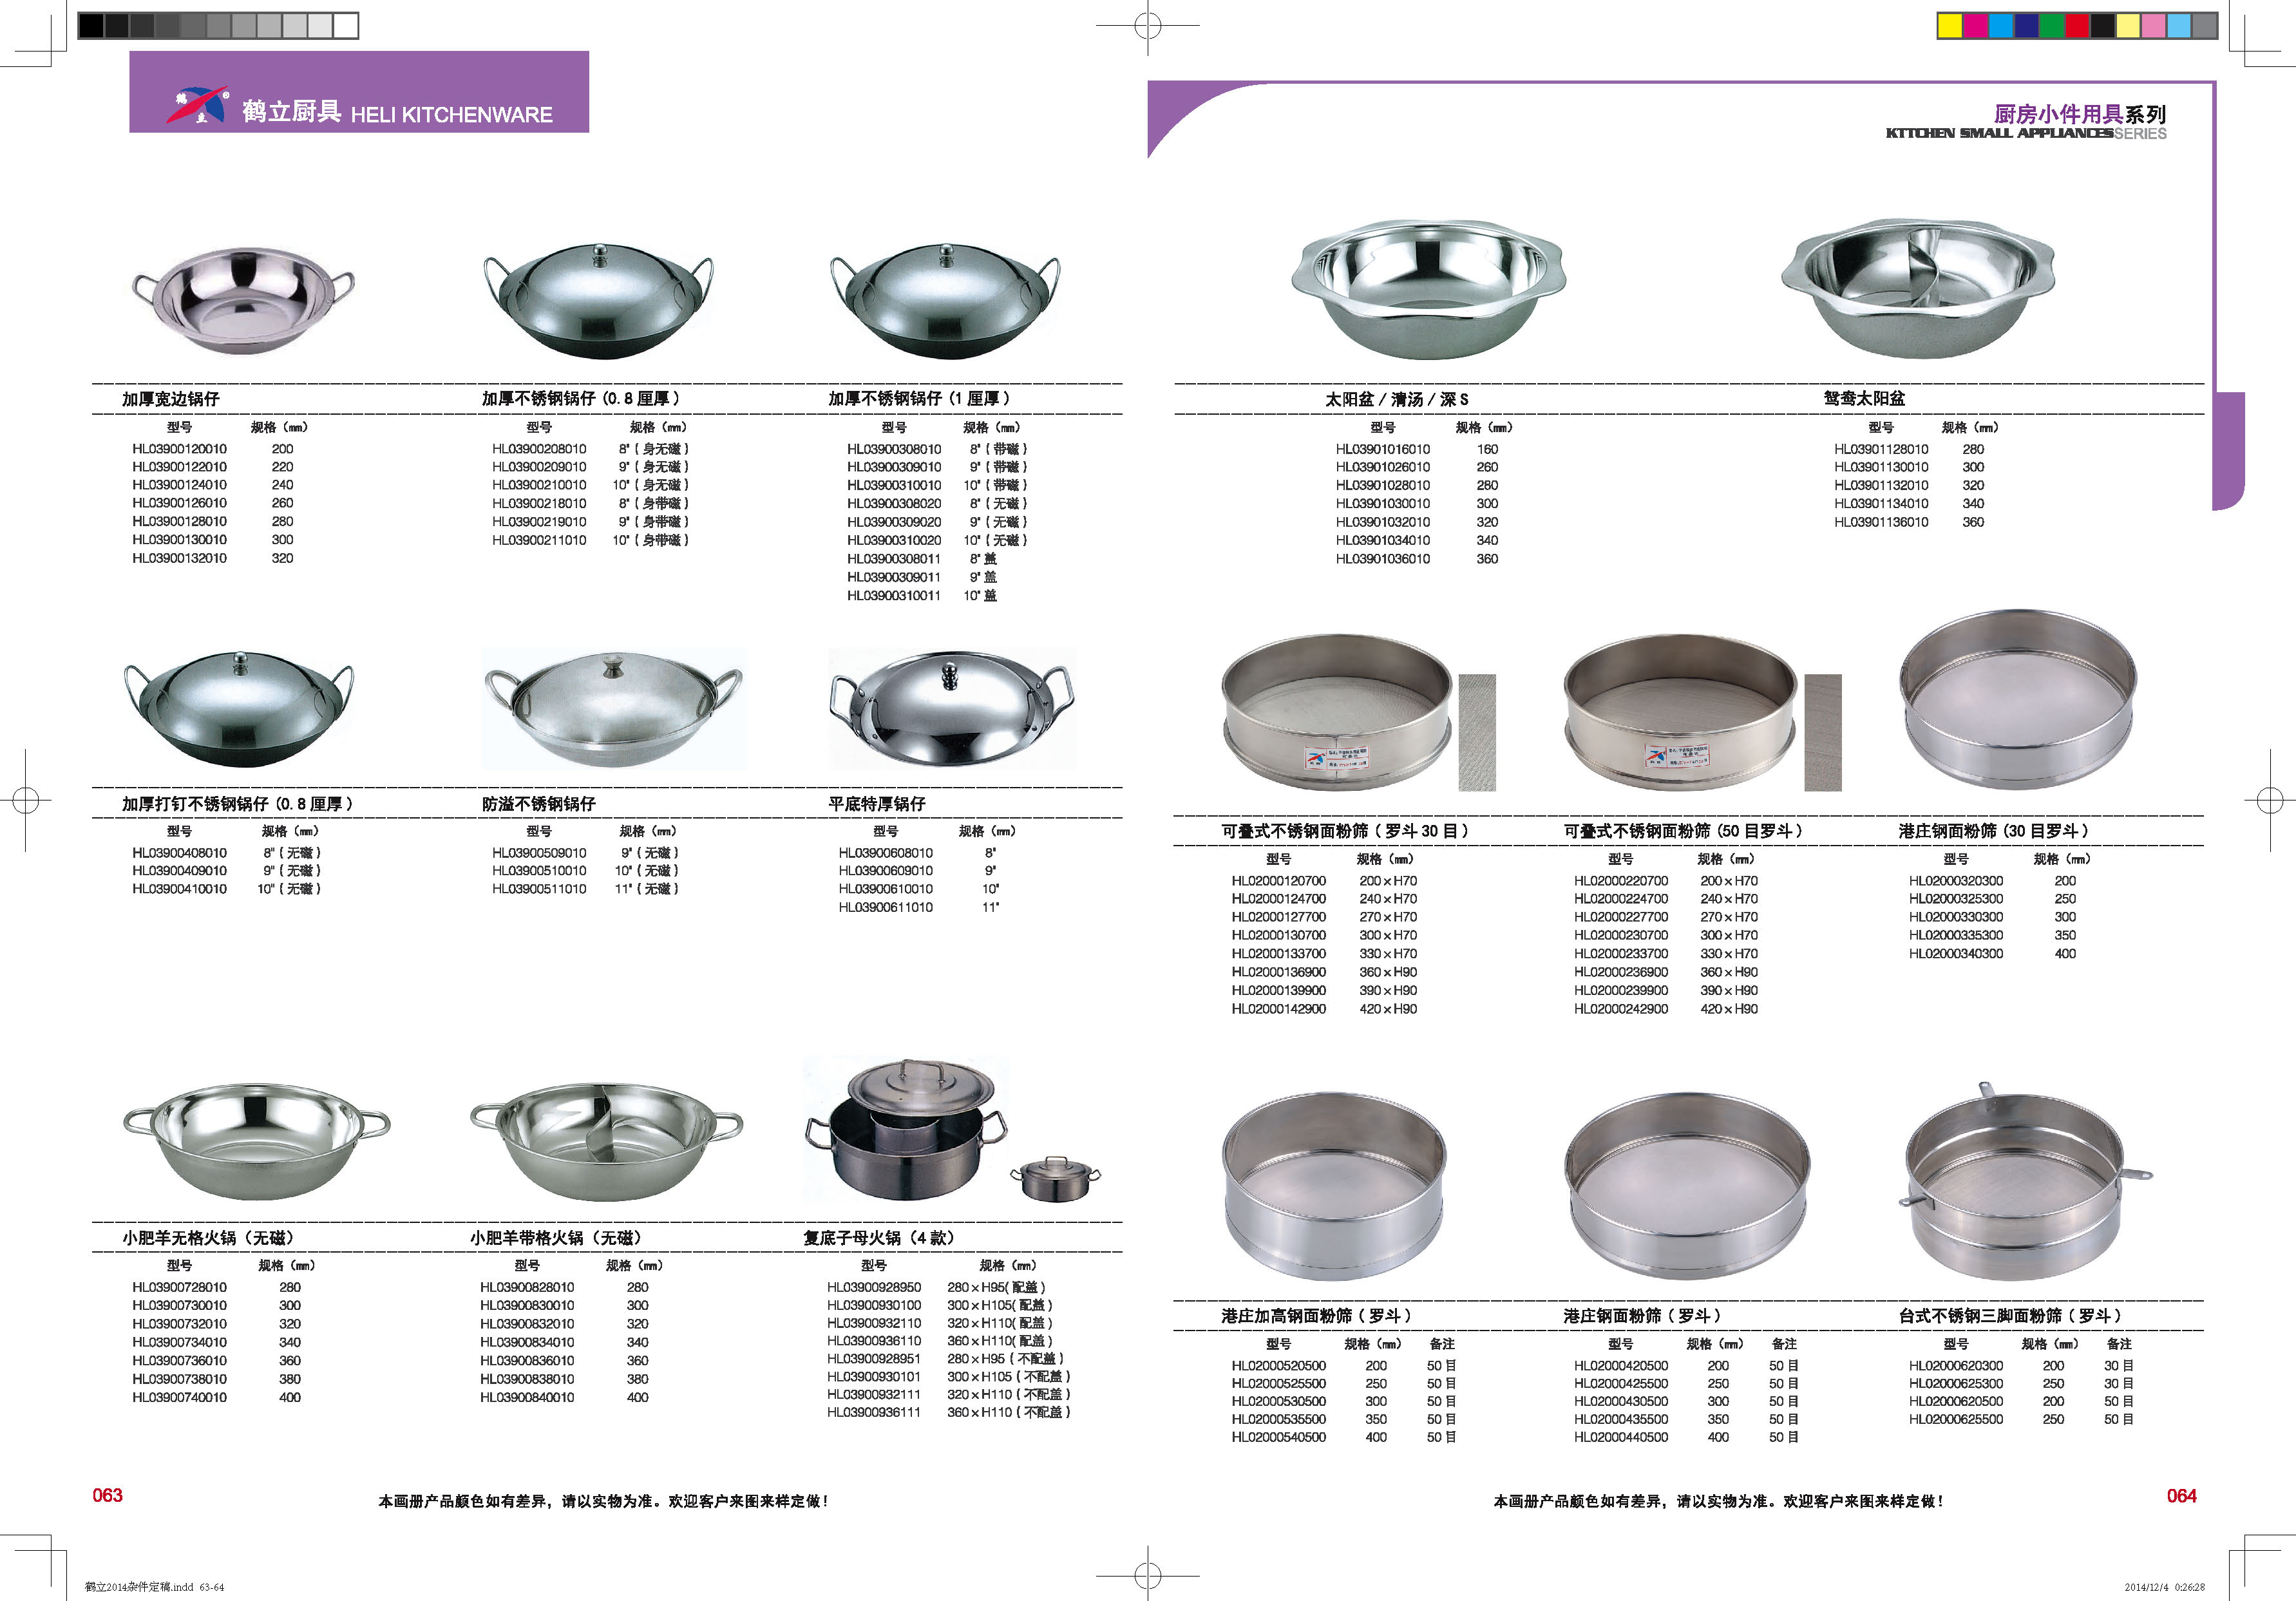 鹤立
鹤立厨具 HELI KITCHENWARE
加厚宽边锅仔
型号 规格（㎜）
HL03900120010 200
HL03900122010 220
HL03900124010 240
HL03900126010 260
HL03900128010 280
HL03900130010 300
HL03900132010 320
加厚不锈钢锅仔 (0.8 厘厚)
型号 规格（㎜）
HL03900208010 8"(身无磁)
HL03900209010 9"(身无磁)
HL03900210010 10"(身无磁)
HL03900218010 8"(身带磁)
HL03900219010 9"(身带磁)
HL03900211010 10"(身带磁)
加厚不锈钢锅仔 (1 厘厚)
型号 规格（㎜）
HL03900308010 8"(带磁)
HL03900309010 9"(带磁)
HL03900310010 10"(带磁)
HL03900308020 8"(无磁)
HL03900309020 9"(无磁)
HL03900310020 10"(无磁)
HL03900308011 8" 盖
HL03900309011 9" 盖
HL03900310011 10" 盖
加厚打钉不锈钢锅仔 (0.8 厘厚)
型号 规格（㎜）
HL03900408010 8"(无磁)
HL03900409010 9"(无磁)
HL03900410010 10"(无磁)
防溢不锈钢锅仔
型号 规格（㎜）
HL03900509010 9"(无磁)
HL03900510010 10"(无磁)
HL03900511010 11"(无磁)
平底特厚锅仔
型号 规格（㎜）
HL03900608010 8"
HL03900609010 9"
HL03900610010 10"
HL03900611010 11"
小肥羊无格火锅（无磁）
型号 规格（㎜）
HL03900728010 280
HL03900730010 300
HL03900732010 320
HL03900734010 340
HL03900736010 360
HL03900738010 380
HL03900740010 400
小肥羊带格火锅（无磁）
型号 规格（㎜）
HL03900828010 280
HL03900830010 300
HL03900832010 320
HL03900834010 340
HL03900836010 360
HL03900838010 380
HL03900840010 400
复底子母火锅（4 款）
型号 规格（㎜）
HL03900928950 280×H95(配盖)
HL03900930100 300×H105(配盖)
HL03900932110 320×H110(配盖)
HL03900936110 360×H110(配盖)
HL03900928951 280×H95(不配盖)
HL03900930101 300×H105(不配盖)
HL03900932111 320×H110(不配盖)
HL03900936111 360×H110(不配盖)
063
本画册产品颜色如有差异，请以实物为准。欢迎客户来图来样定做！
厨房小件用具系列
KTTCHEN SMALL APPLIANCESSERIES
太阳盆 / 清汤 / 深 S
型号 规格（㎜）
HL03901016010 160
HL03901026010 260
HL03901028010 280
HL03901030010 300
HL03901032010 320
HL03901034010 340
HL03901036010 360
鸳鸯太阳盆
型号 规格（㎜）
HL03901128010 280
HL03901130010 300
HL03901132010 320
HL03901134010 340
HL03901136010 360
可叠式不锈钢面粉筛 (罗斗 30 目)
型号 规格（㎜）
HL02000120700 200×H70
HL02000124700 240×H70
HL02000127700 270×H70
HL02000130700 300×H70
HL02000133700 330×H70
HL02000136900 360×H90
HL02000139900 390×H90
HL02000142900 420×H90
可叠式不锈钢面粉筛 (50 目罗斗)
型号 规格（㎜）
HL02000220700 200×H70
HL02000224700 240×H70
HL02000227700 270×H70
HL02000230700 300×H70
HL02000233700 330×H70
HL02000236900 360×H90
HL02000239900 390×H90
HL02000242900 420×H90
港庄钢面粉筛 (30 目罗斗)
型号 规格（㎜）
HL02000320300 200
HL02000325300 250
HL02000330300 300
HL02000335300 350
HL02000340300 400
港庄加高钢面粉筛 (罗斗)
型号 规格（㎜） 备注
HL02000520500 200 50 目
HL02000525500 250 50 目
HL02000530500 300 50 目
HL02000535500 350 50 目
HL02000540500 400 50 目
港庄钢面粉筛 (罗斗)
型号 规格（㎜） 备注
HL02000420500 200 50 目
HL02000425500 250 50 目
HL02000430500 300 50 目
HL02000435500 350 50 目
HL02000440500 400 50 目
台式不锈钢三脚面粉筛 (罗斗)
型号 规格（㎜） 备注
HL02000620300 200 30 目
HL02000625300 250 30 目
HL02000620500 200 50 目
HL02000625500 250 50 目
本画册产品颜色如有差异，请以实物为准。欢迎客户来图来样定做！
064
鹤立2014杂件定稿.indd 63-64
2014/12/4 0:26:28